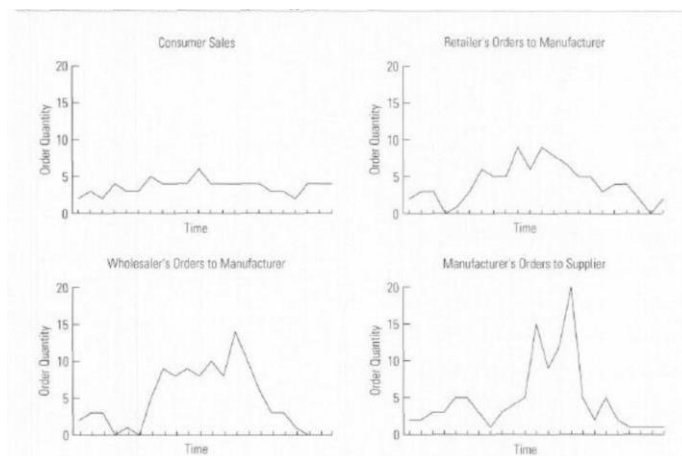 Consumer Sales
20
15
10
5
0
Order Quantity
Time
Retailer's Orders to Manufacturer
20
15
10
5
0
Order Quantity
Time
Wholesaler's Orders to Manufacturer
20
15
10
5
0
Order Quantity
Time
Manufacturer's Orders to Supplier
20
15
10
5
0
Order Quantity
Time